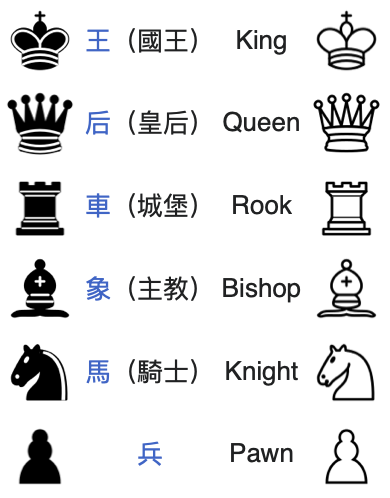 王（國王） King
后（皇后） Queen
車（城堡） Rook
象（主教） Bishop
馬（騎士） Knight
兵 Pawn